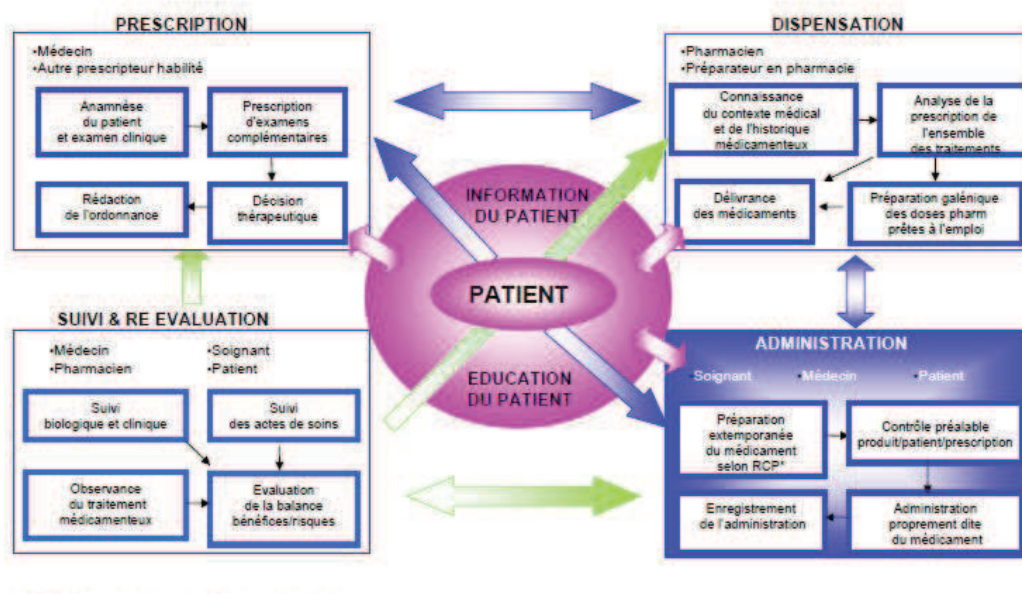 PRESCRIPTION
•Médecin
•Autre prescripteur habilité
Anamnèse
du patient
et examen clinique
Prescription
d'examens
complémentaires
Rédaction
de l'ordonnance
Décision
thérapeutique
DISPENSATION
•Pharmacien
•Préparateur en pharmacie
Connaissance
du contexte médical
et de l'historique
médicamenteux
Analyse de la
prescription de
l'ensemble
des traitements
Délivrance
des médicaments
Préparation galénique
des doses pharm
prêtes à l'emploi
INFORMATION
DU PATIENT
PATIENT
EDUCATION
DU PATIENT
SUIVI & RE EVALUATION
•Médecin
•Pharmacien
•Soignant
•Patient
Suivi
biologique et clinique
Suivi
des actes de soins
Observance
du traitement
médicamenteux
Evaluation
de la balance
bénéfices/risques
ADMINISTRATION
•Soignant
•Médecin
•Patient
Préparation
extemporanée
du médicament
selon RCP*
Contrôle préalable
produit/patient/prescription
Enregistrement
de l'administration
Administration
proprement dite
du médicament